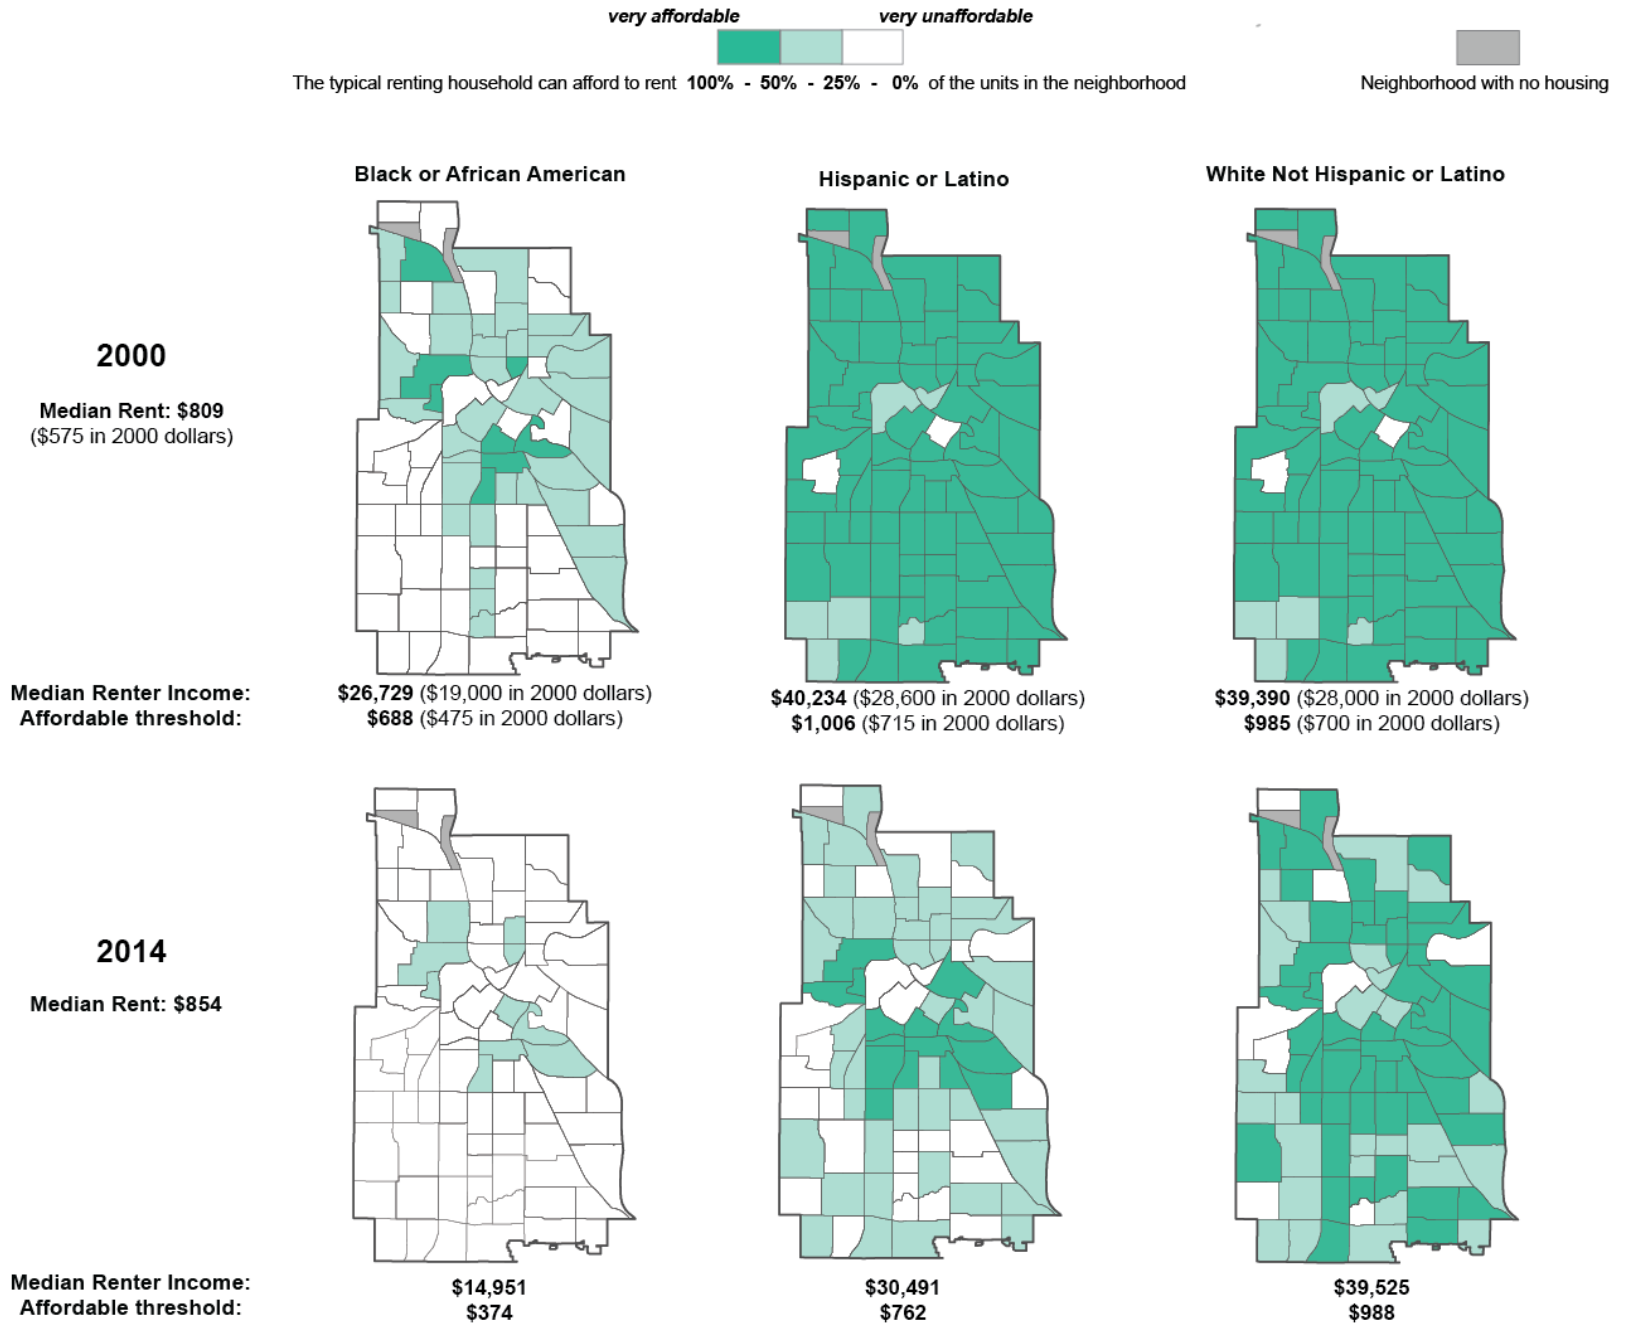 very affordable very unaffordable
The typical renting household can afford to rent 100% - 50% - 25% - 0% of the units in the neighborhood
Neighborhood with no housing
Black or African American
Hispanic or Latino
White Not Hispanic or Latino
2000
Median Rent: $809
($575 in 2000 dollars)
Median Renter Income:
Affordable threshold:
$26,729 ($19,000 in 2000 dollars)
$688 ($475 in 2000 dollars)
$40,234 ($28,600 in 2000 dollars)
$1,006 ($715 in 2000 dollars)
$39,390 ($28,000 in 2000 dollars)
$985 ($700 in 2000 dollars)
2014
Median Rent: $854
Median Renter Income:
Affordable threshold:
$14,951
$374
$30,491
$762
$39,525
$988